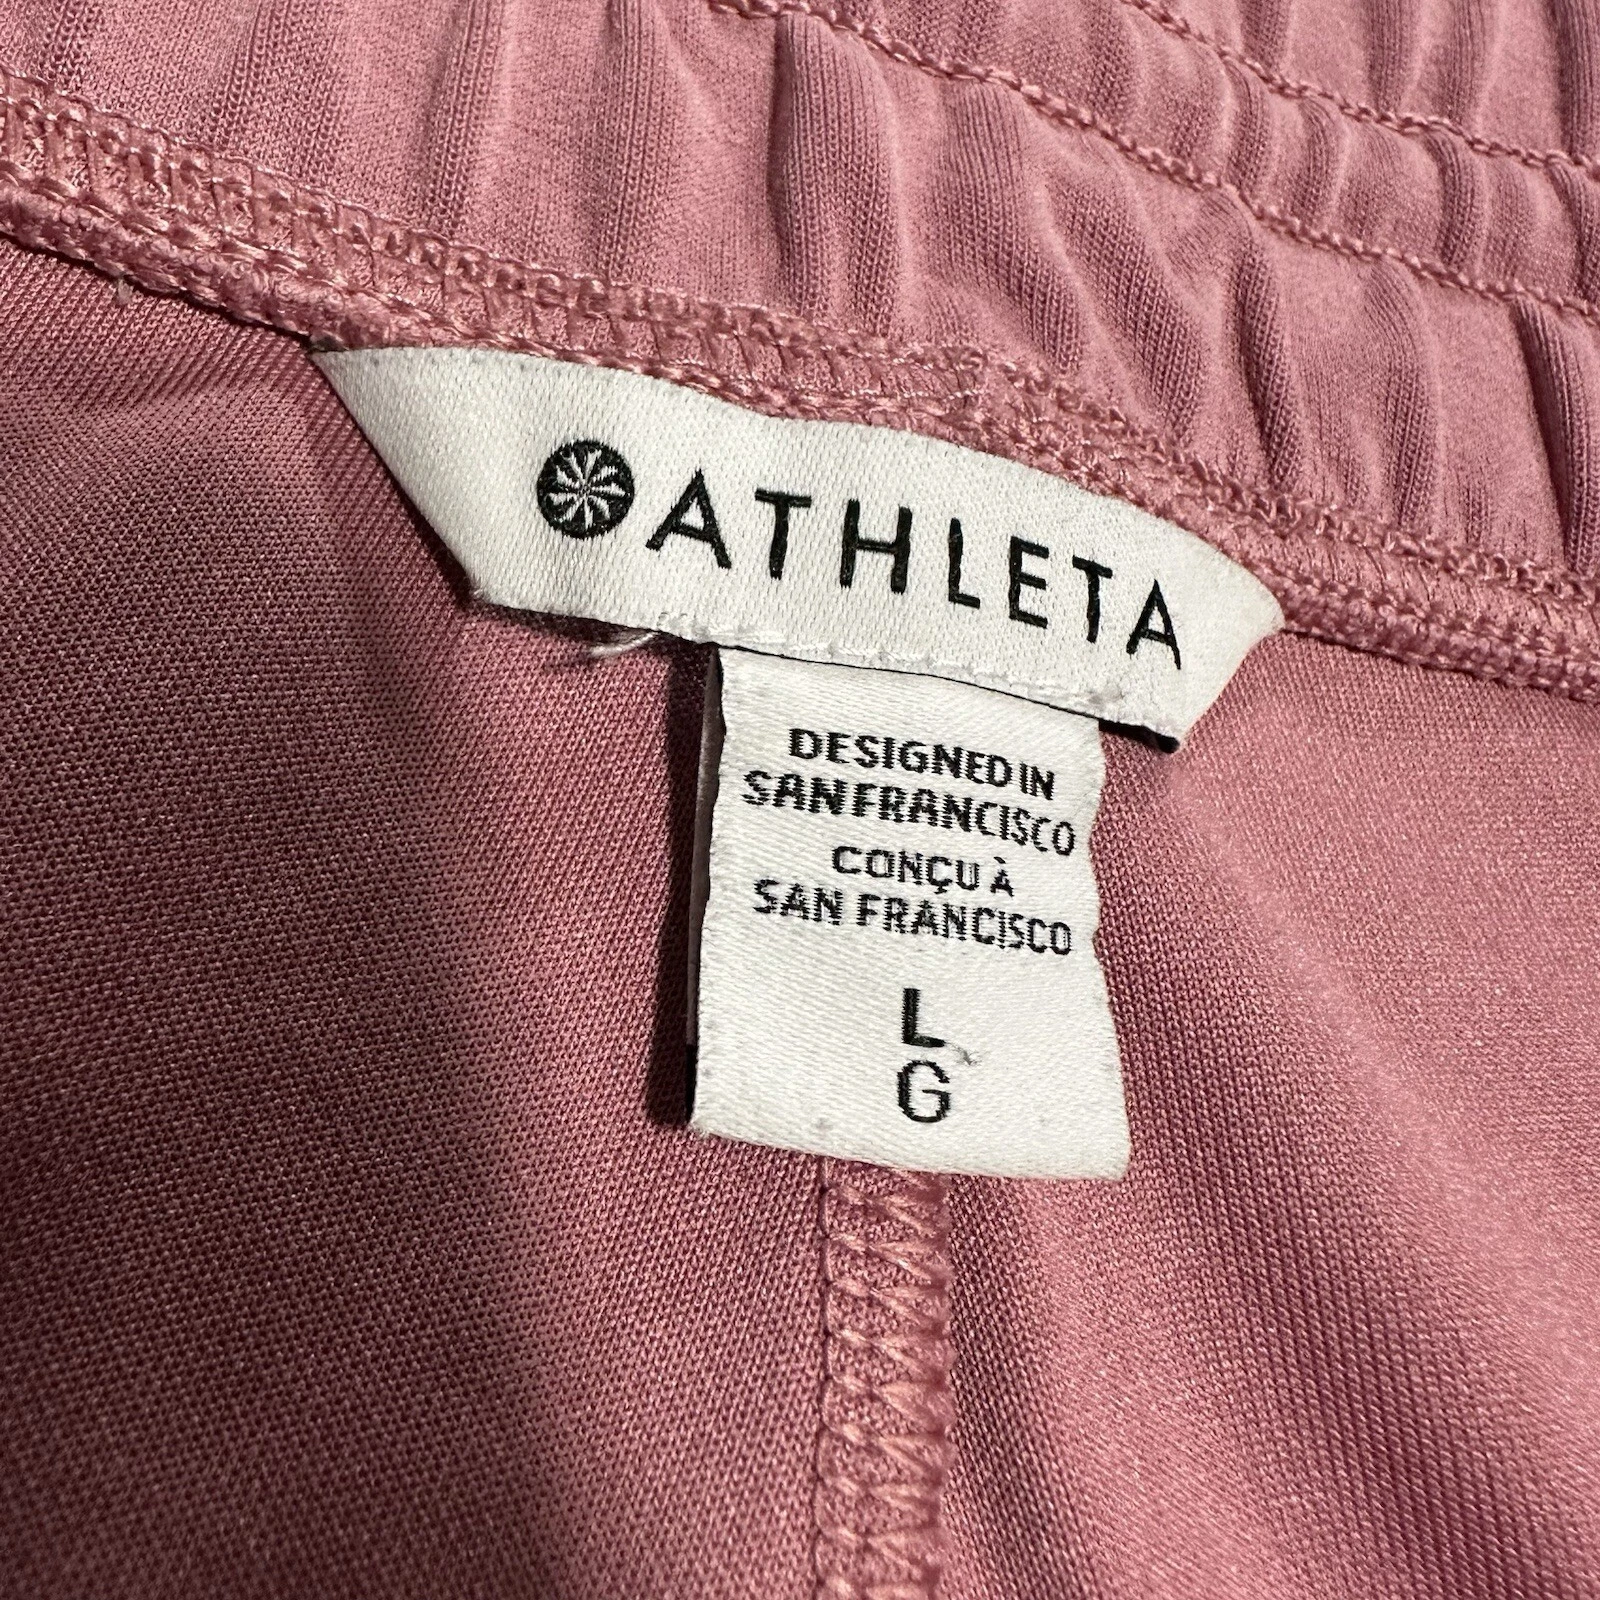 ATHLETA
DESIGNED IN
SAN FRANCISCO
CONÇU À
SAN FRANCISCO
L
G